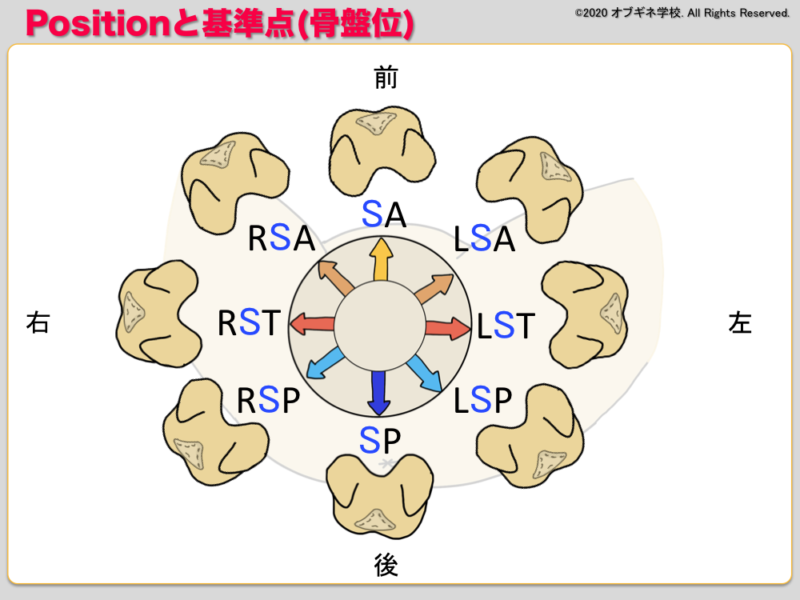 Positionと基準点(骨盤位)
©2020 オブギネ学校. All Rights Reserved.
前
SA
RSA
LSA
右
RST
LST
左
RSP
LSP
SP
後